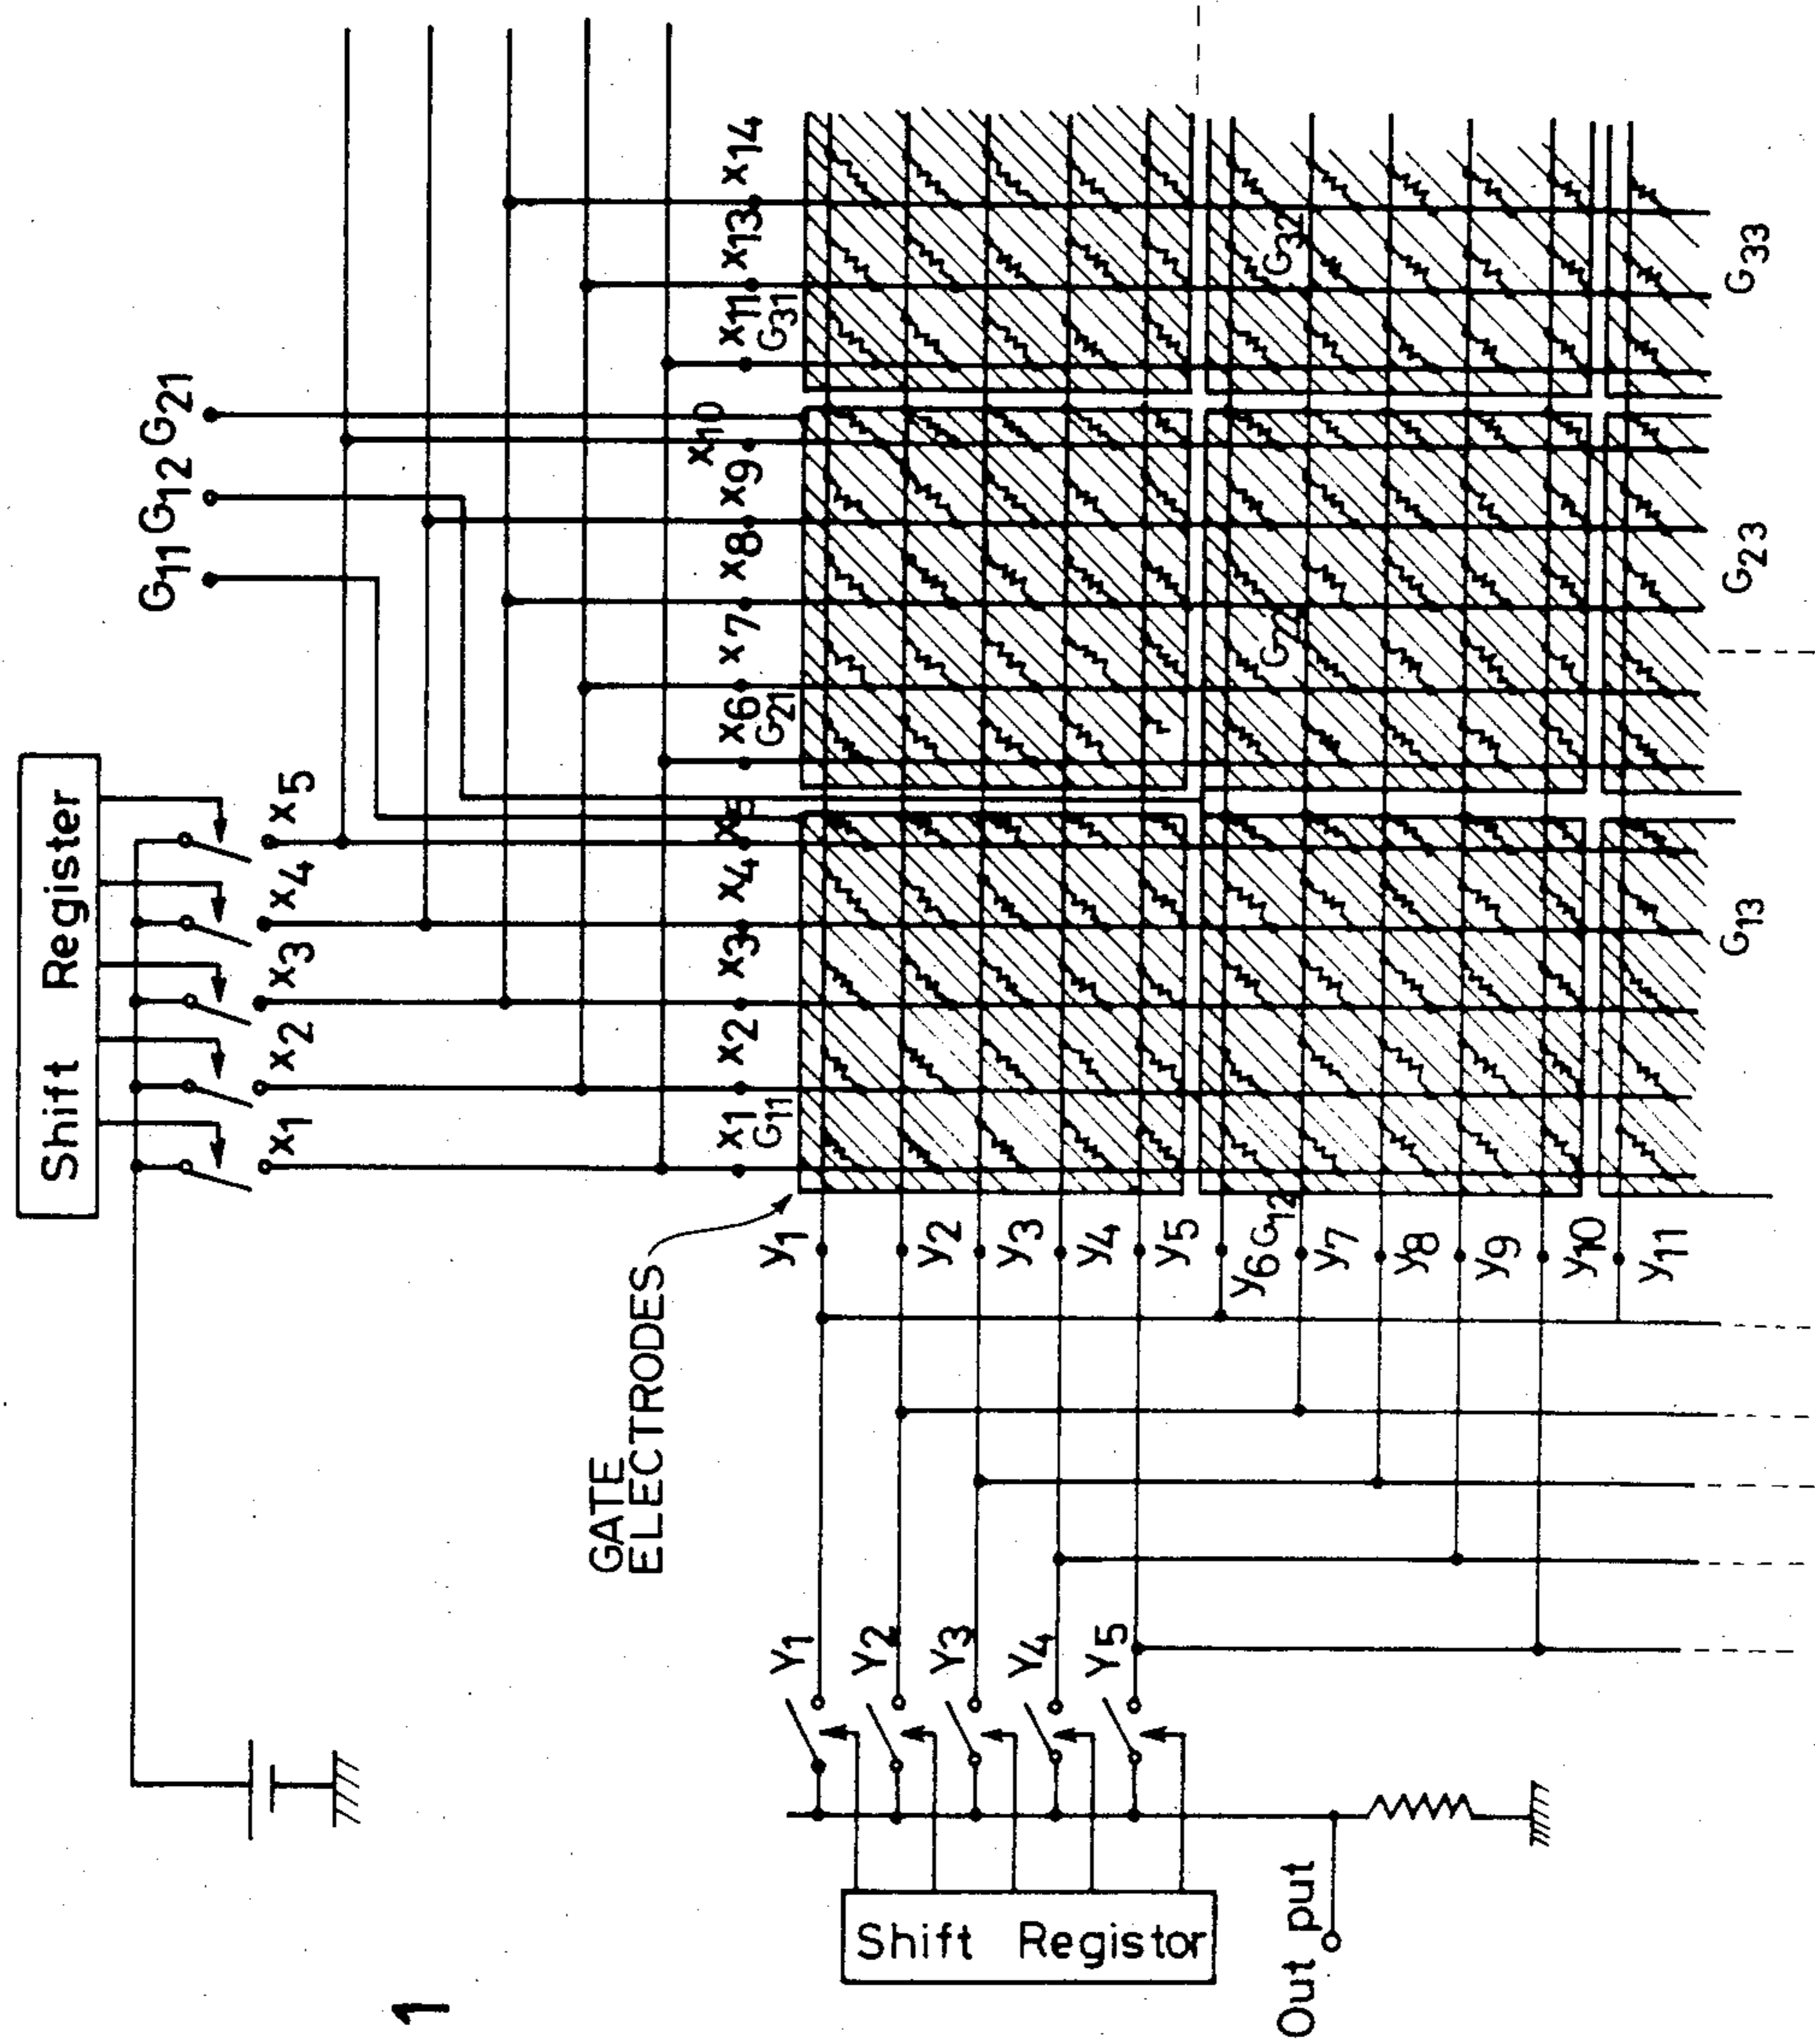 Shift Register
X1
X2
X3
X4
X5
G11
G12
G21
x1
x2
x3
x4
x6
x7
x8
x9
x10
x11
x13
x14
G11
G21
G31
GATE
ELECTRODES
y1
y2
y3
y4
y5
y6
G12
y7
y8
y9
y10
y11
G32
G13
G23
G33
Y1
Y2
Y3
Y4
Y5
Shift Registor
Out put
1